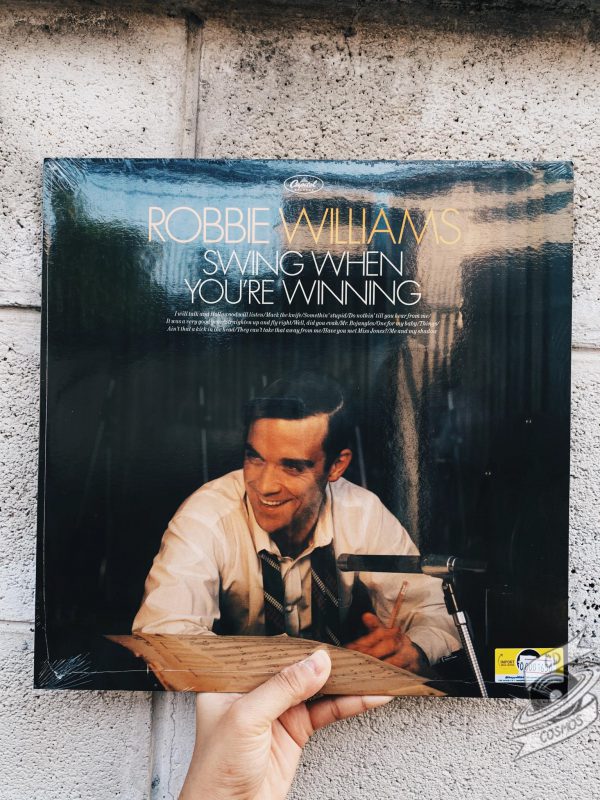 Capitol
ROBBIE WILLIAMS
SWING WHEN
YOU'RE WINNING
I will talk and Hollywood will listen/Mack the knife/Somethin' stupid/Do nothin' till you hear from me/
It was a very good year/Straighten up and fly right/Well, did you evah/Mr. Bojangles/One for my baby/Things/
Ain't that a kick in the head/They can't take that away from me/Have you met Miss Jones?/Me and my shadow
IMPORT
CD
COSMOS